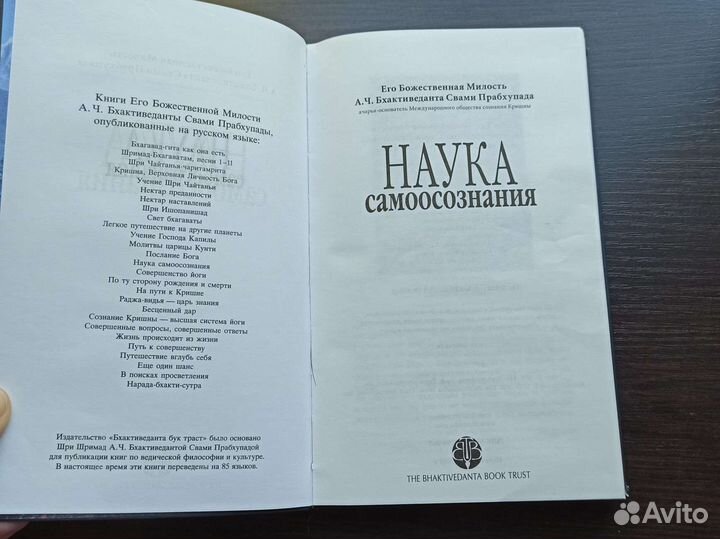 Книги Его Божественной Милости
А. Ч. Бхактиведанты Свами Прабхупады,
опубликованные на русском языке:
Бхагавад-гита как она есть
Шримад-Бхагаватам, песни 1–11
Шри Чайтанья-чаритамрита
Кришна, Верховная Личность Бога
Учение Шри Чайтаньи
Нектар преданности
Нектар наставлений
Шри Ишопанишад
Свет бхагаваты
Легкое путешествие на другие планеты
Учение Господа Капилы
Молитвы царицы Кунти
Послание Бога
Наука самоосознания
Совершенство йоги
По ту сторону рождения и смерти
На пути к Кришне
Раджа-видья — царь знания
Бесценный дар
Сознание Кришны — высшая система йоги
Совершенные вопросы, совершенные ответы
Жизнь происходит из жизни
Путь к совершенству
Путешествие вглубь себя
Еще один шанс
В поисках просветления
Нарада-бхакти-сутра
Издательство «Бхактиведанта бук траст» было основано
Шри Шримад А.Ч. Бхактиведантой Свами Прабхупадой
для публикации книг по ведической философии и культуре.
В настоящее время эти книги переведены на 85 языков.
Его Божественная Милость
А.Ч. Бхактиведанта Свами Прабхупада
ачарья-основатель Международного общества сознания Кришны
НАУКА
самоосознания
BBT
THE BHAKTIVEDANTA BOOK TRUST
Avito